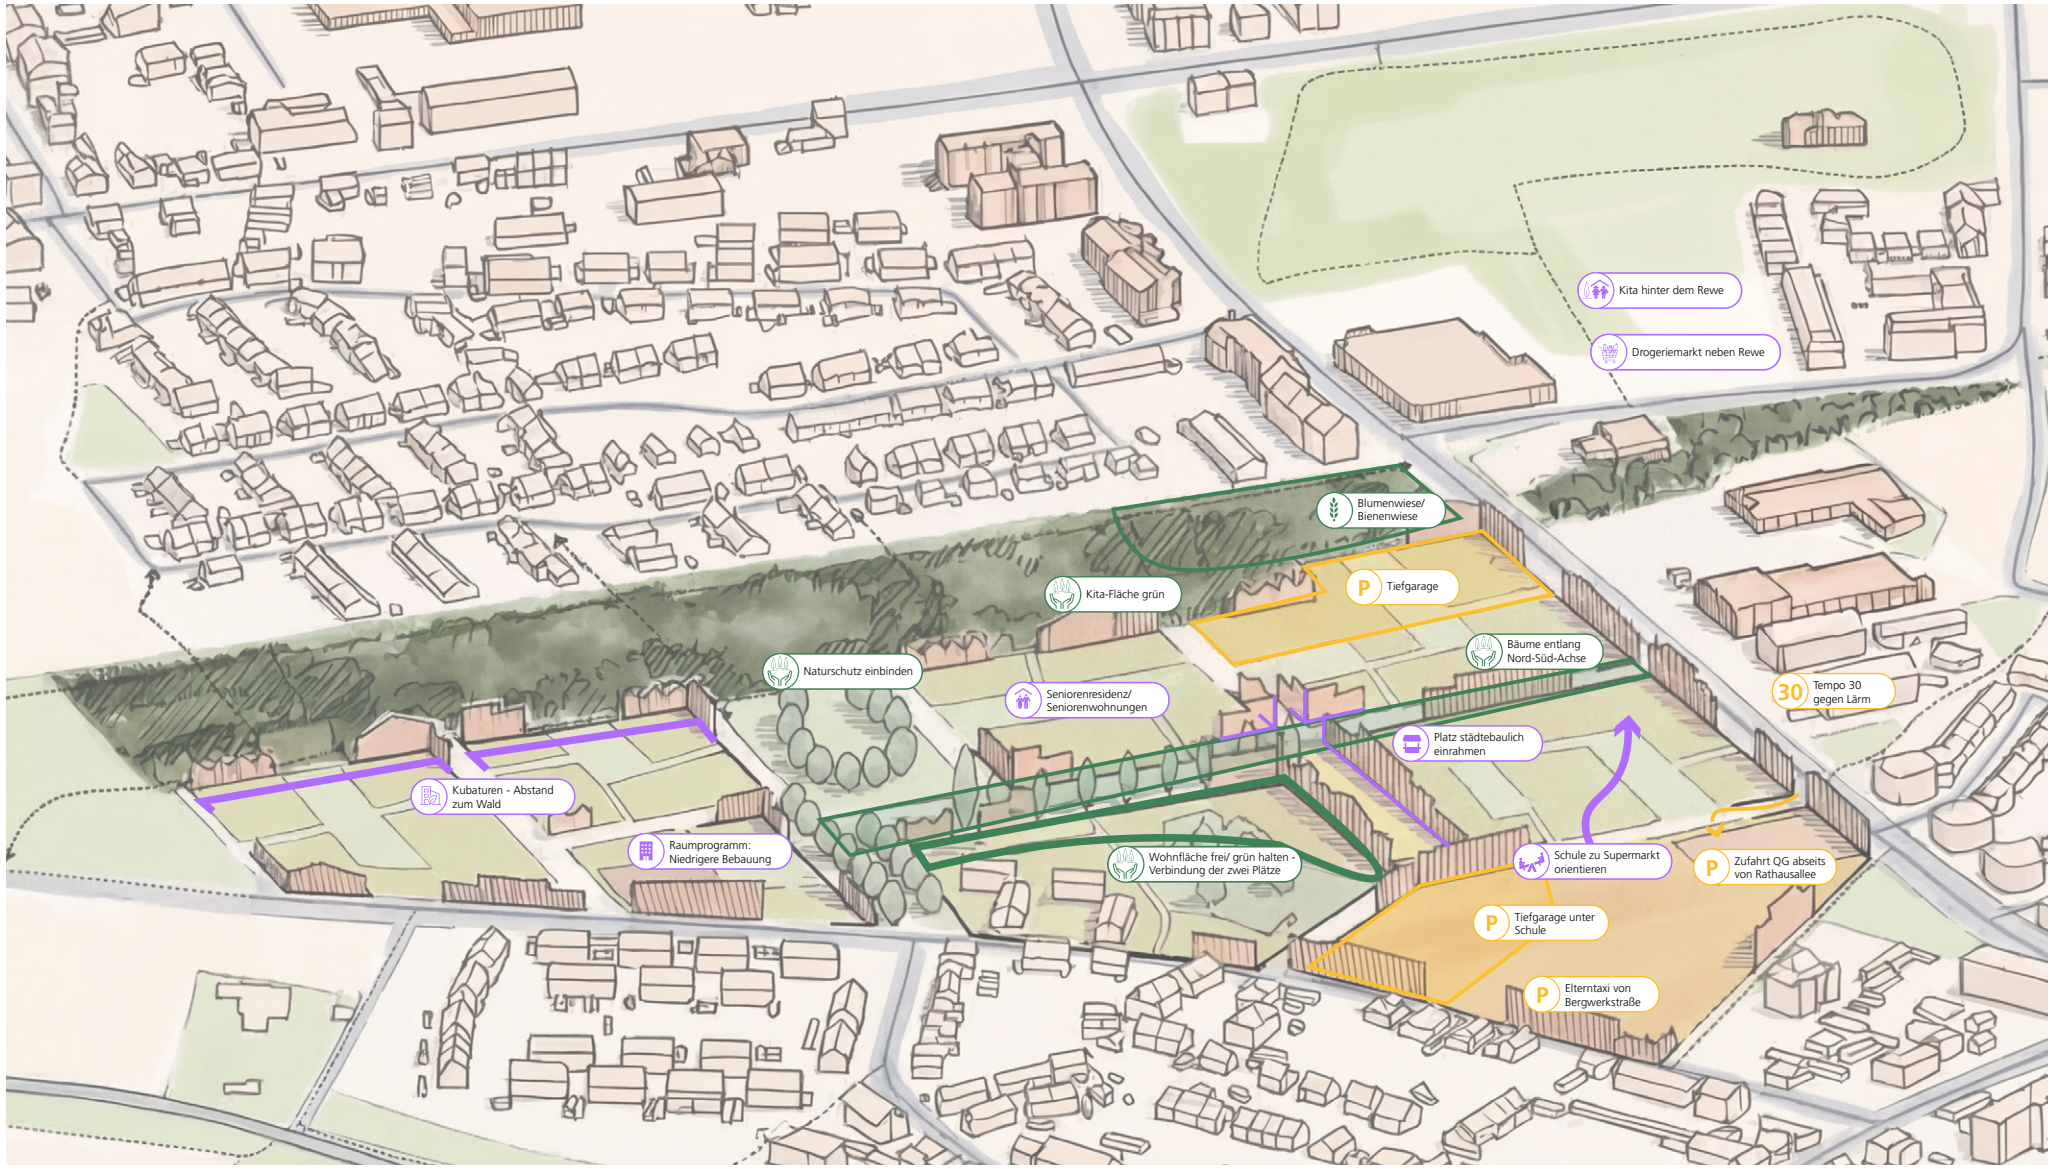 Kita hinter dem Rewe
Drogeriemarkt neben Rewe
Blumenwiese/
Bienenwiese
P Tiefgarage
Kita-Fläche grün
Bäume entlang
Nord-Süd-Achse
Naturschutz einbinden
Seniorenresidenz/
Seniorenwohnungen
30 Tempo 30
gegen Lärm
Platz städtebaulich
einrahmen
Kubaturen - Abstand
zum Wald
Raumprogramm:
Niedrigere Bebauung
Wohnfläche frei/ grün halten -
Verbindung der zwei Plätze
Schule zu Supermarkt
orientieren
P Zufahrt QG abseits
von Rathausallee
P Tiefgarage unter
Schule
P Elterntaxi von
Bergwerkstraße